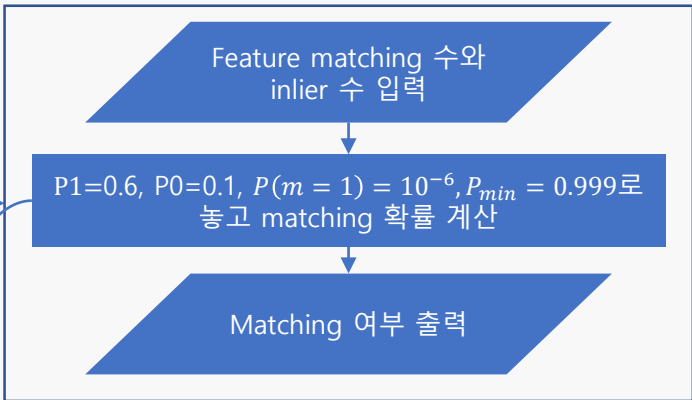 Feature matching 수와
inlier 수 입력
P1=0.6, P0=0.1, P(m = 1) = 10⁻⁶, Pₘᵢₙ = 0.999로
놓고 matching 확률 계산
Matching 여부 출력